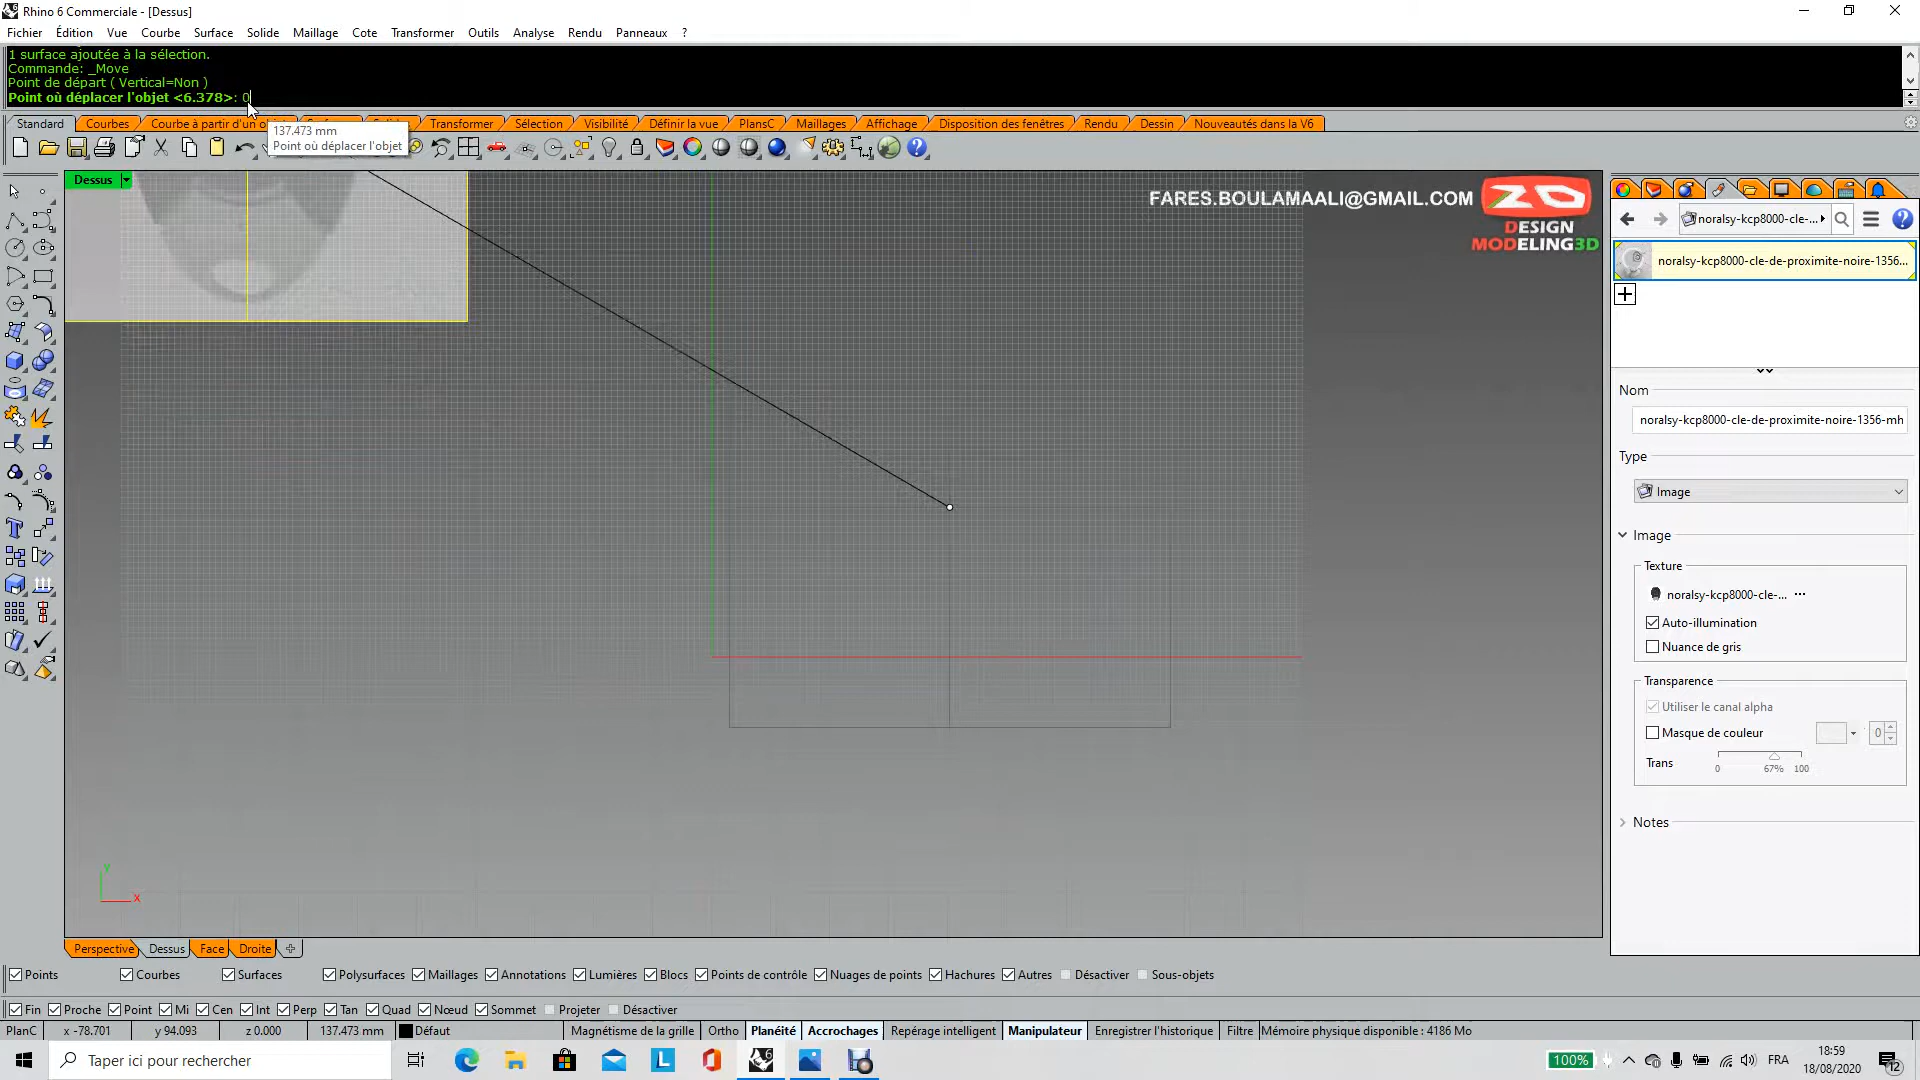 Rhino 6 Commerciale - [Dessus]
Fichier Édition Vue Courbe Surface Solide Maillage Cote Transformer Outils Analyse Rendu Panneaux ?
1 surface ajoutée à la sélection.
Commande: _Move
Point de départ ( Vertical=Non )
Point où déplacer l'objet <6.378>: 0
137.473 mm
Point où déplacer l'objet
Standard Courbes Courbe à partir d'un Transformer Sélection Visibilité Définir la vue PlansC Maillages Affichage Disposition des fenêtres Rendu Dessin Nouveautés dans la V6
Dessus
FARES.BOULAMAALI@GMAIL.COM
DESIGN
MODELING3D
noralsy-kcp8000-cle-...
noralsy-kcp8000-cle-de-proximite-noire-1356...
Nom
noralsy-kcp8000-cle-de-proximite-noire-1356-mh
Type
Image
Image
Texture
noralsy-kcp8000-cle-... ...
Auto-illumination
Nuance de gris
Transparence
Utiliser le canal alpha
Masque de couleur 0
Trans 0 67% 100
Notes
Y
X
Perspective Dessus Face Droite
Points Courbes Surfaces Polysurfaces Maillages Annotations Lumières Blocs Points de contrôle Nuages de points Hachures Autres Désactiver Sous-objets
Fin Proche Point Mi Cen Int Perp Tan Quad Nœud Sommet Projeter Désactiver
PlanC x -78.701 y 94.093 z 0.000 137.473 mm Défaut Magnétisme de la grille Ortho Planéité Accrochages Repérage intelligent Manipulateur Enregistrer l'historique Filtre Mémoire physique disponible : 4186 Mo
Taper ici pour rechercher
100%
FRA
18:59
18/08/2020
12